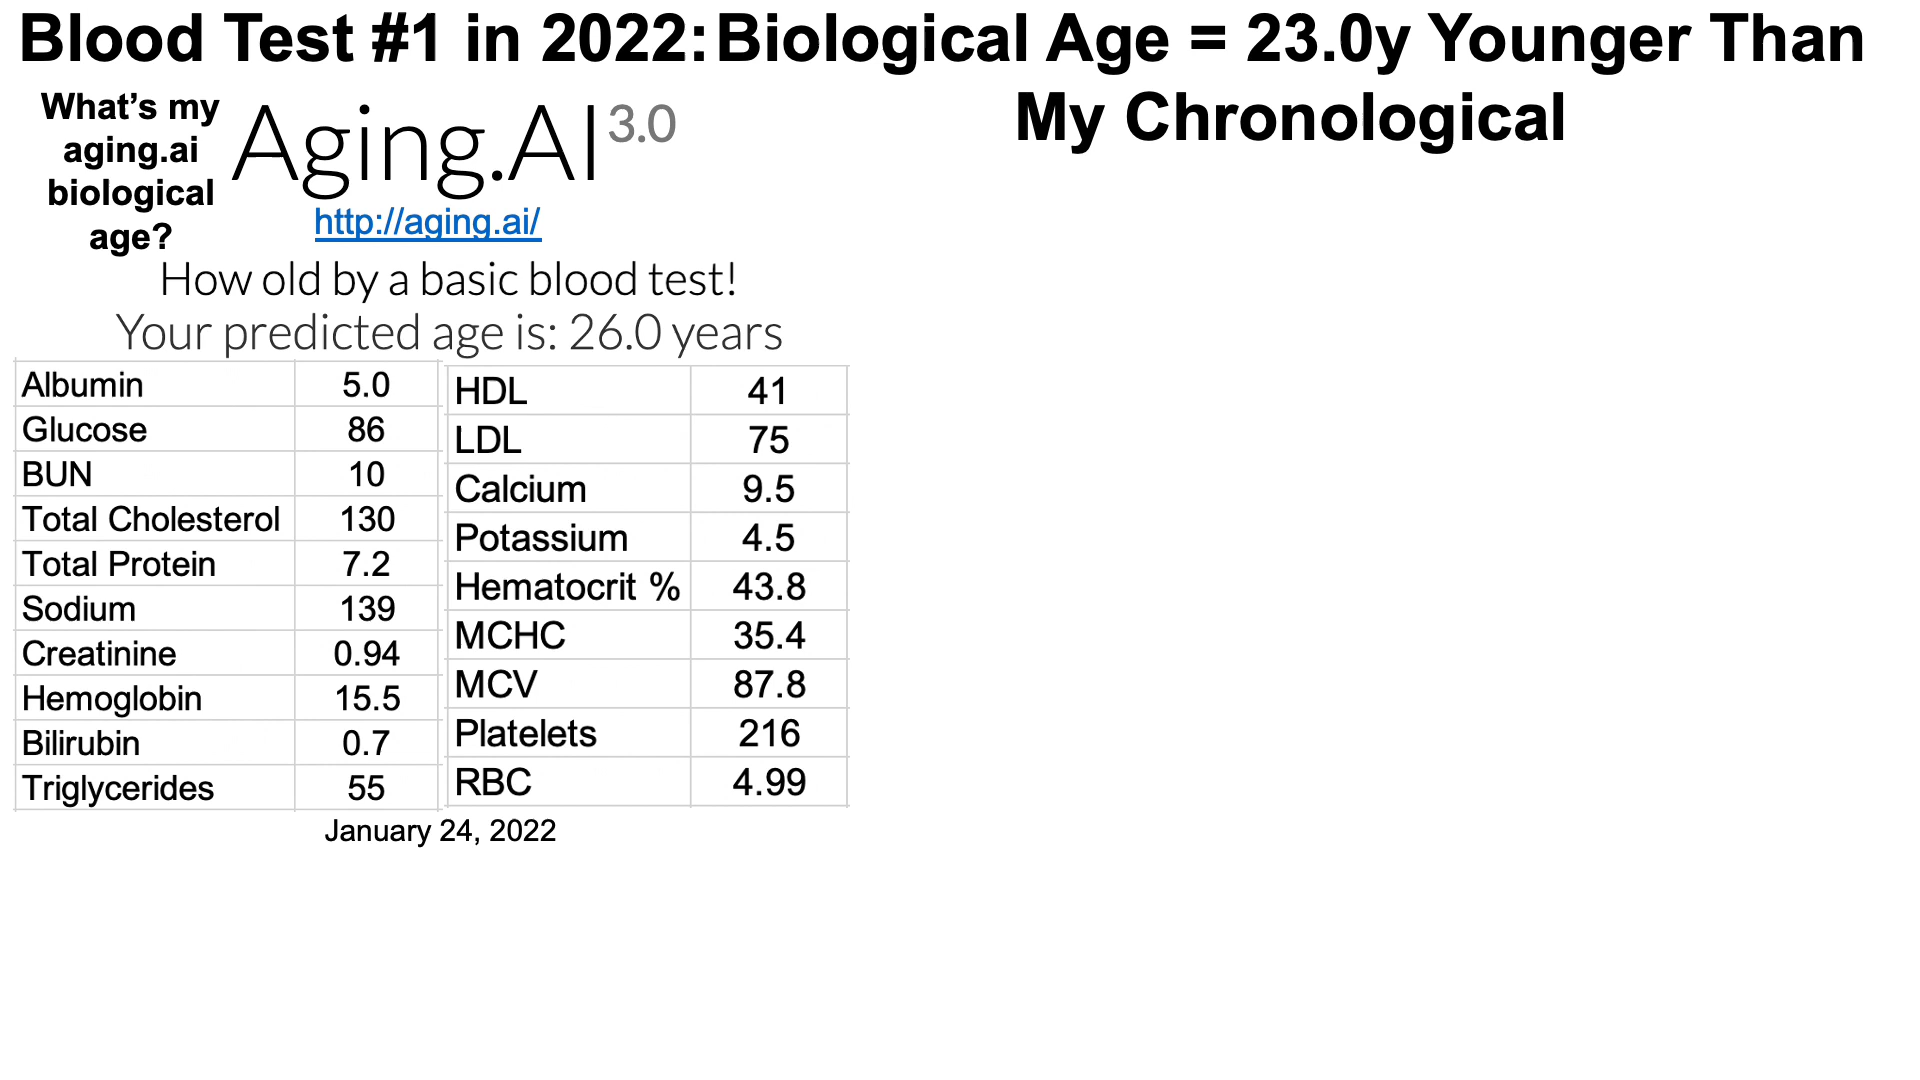 Blood Test #1 in 2022: Biological Age = 23.0y Younger Than
My Chronological
What’s my
aging.ai
biological
age?
Aging.AI 3.0
http://aging.ai/
How old by a basic blood test!
Your predicted age is: 26.0 years
Albumin 5.0
Glucose 86
BUN 10
Total Cholesterol 130
Total Protein 7.2
Sodium 139
Creatinine 0.94
Hemoglobin 15.5
Bilirubin 0.7
Triglycerides 55
HDL 41
LDL 75
Calcium 9.5
Potassium 4.5
Hematocrit % 43.8
MCHC 35.4
MCV 87.8
Platelets 216
RBC 4.99
January 24, 2022